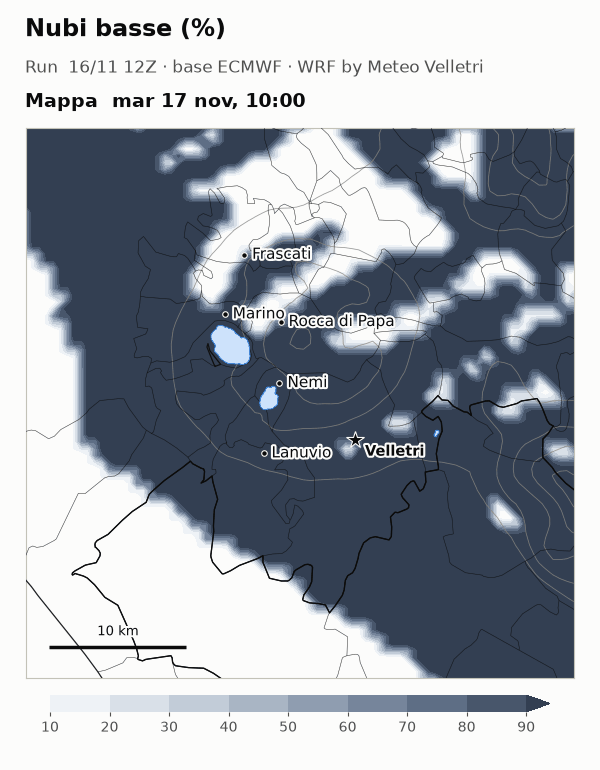 Nubi basse (%)
Run  16/11 12Z · base ECMWF · WRF by Meteo Velletri
Mappa  mar 17 nov, 10:00
Frascati
Marino
Rocca di Papa
Nemi
Velletri
Lanuvio
10 km
10 20 30 40 50 60 70 80 90